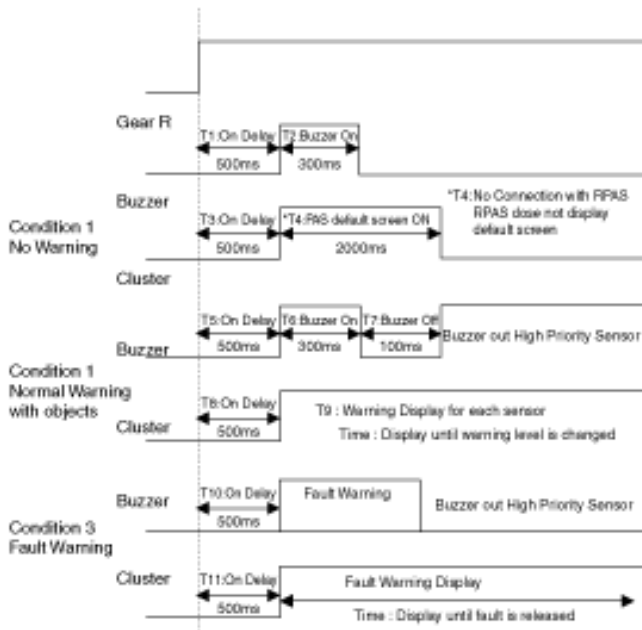 Gear R
T1:On Delay
T2:Buzzer On
500ms
300ms
Buzzer
*T4:No Connection with RPAS
RPAS dose not display
default screen
Condition 1
No Warning
T3:On Delay
*T4:PAS default screen ON
500ms
2000ms
Cluster
T5:On Delay
T6:Buzzer On
T7:Buzzer Off
Buzzer out High Priority Sensor
Buzzer
500ms
300ms
100ms
Condition 1
Normal Warning
with objects
T8:On Delay
T9 : Warning Display for each sensor
Cluster
500ms
Time : Display until warning level is changed
T10:On Delay
Fault Warning
Buzzer
Buzzer out High Priority Sensor
500ms
Condition 3
Fault Warning
Cluster
T11:On Delay
Fault Warning Display
500ms
Time : Display until fault is released